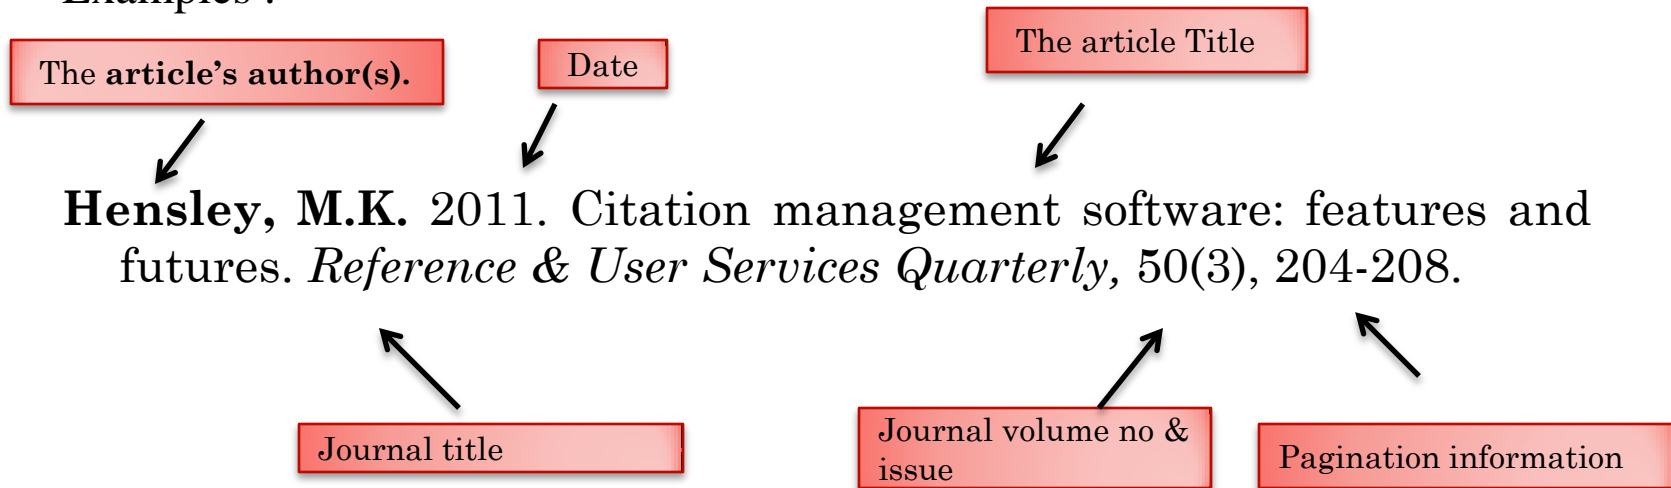 Examples :
The article's author(s).
Date
The article Title
Hensley, M.K. 2011. Citation management software: features and
futures. Reference & User Services Quarterly, 50(3), 204-208.
Journal title
Journal volume no &
issue
Pagination information